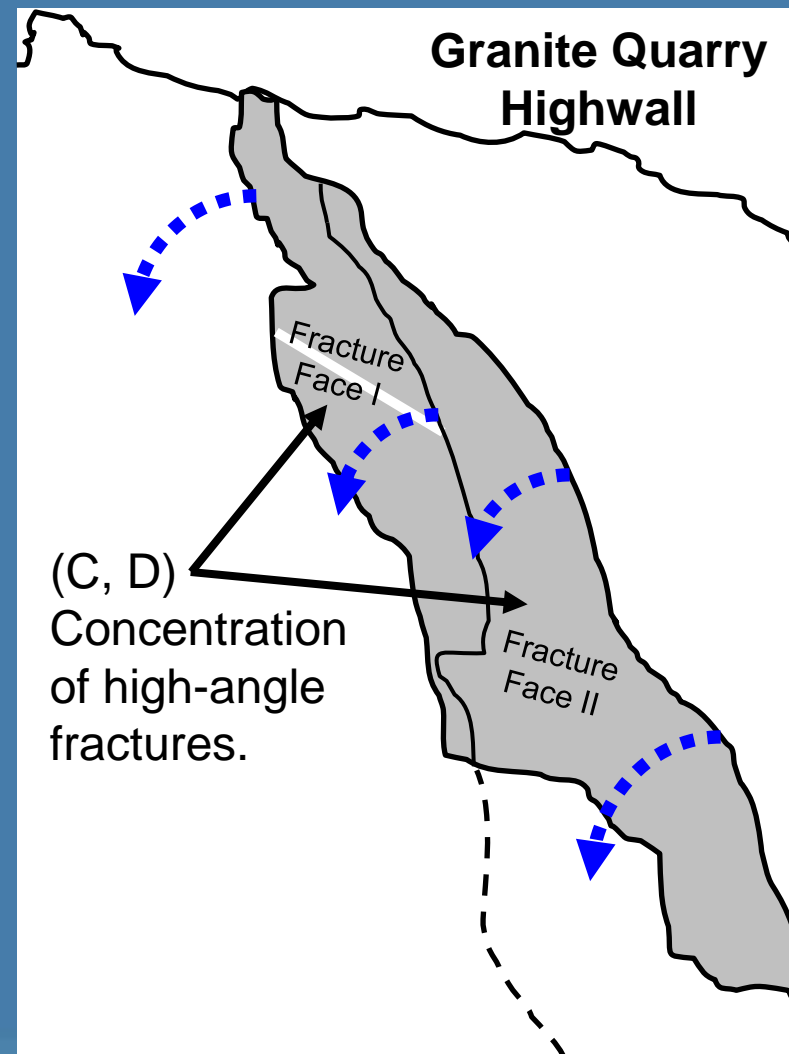 Granite Quarry
Highwall
Fracture
Face I
(C, D)
Concentration
of high-angle
fractures.
Fracture
Face II